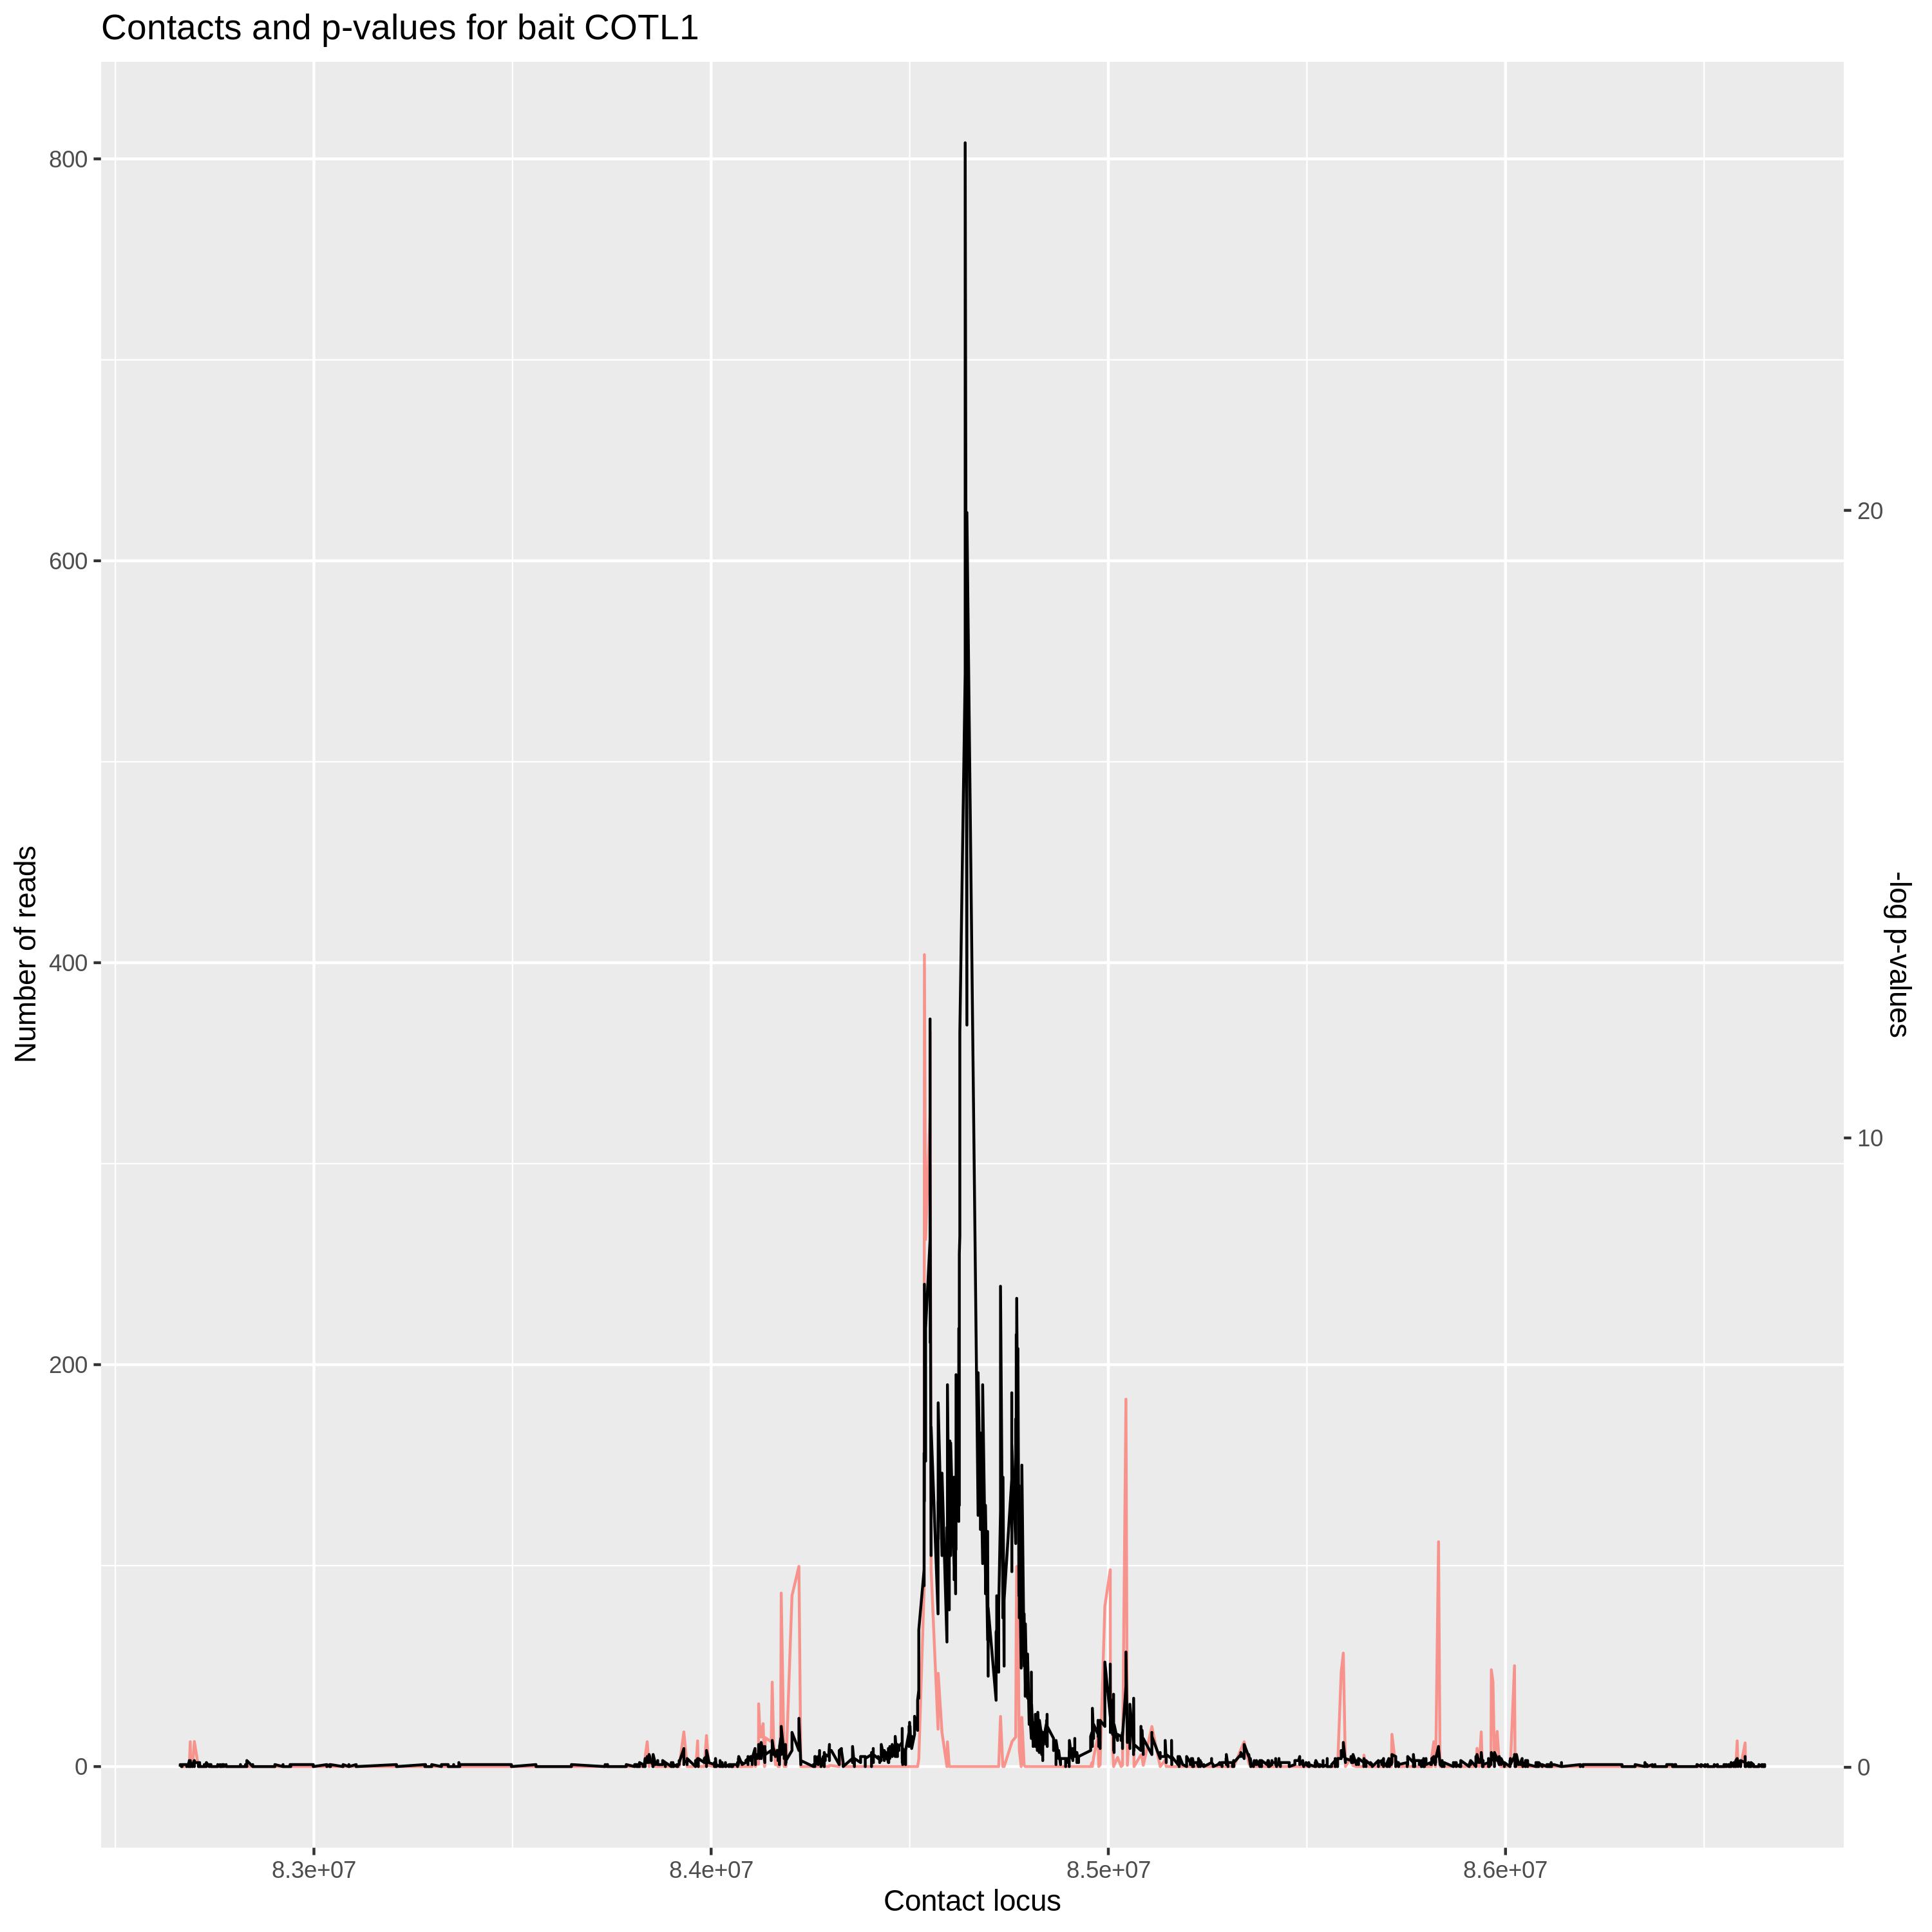 Contacts and p-values for bait COTL1
800
600
400
200
0
Number of reads
20
10
0
-log p-values
8.3e+07
8.4e+07
8.5e+07
8.6e+07
Contact locus